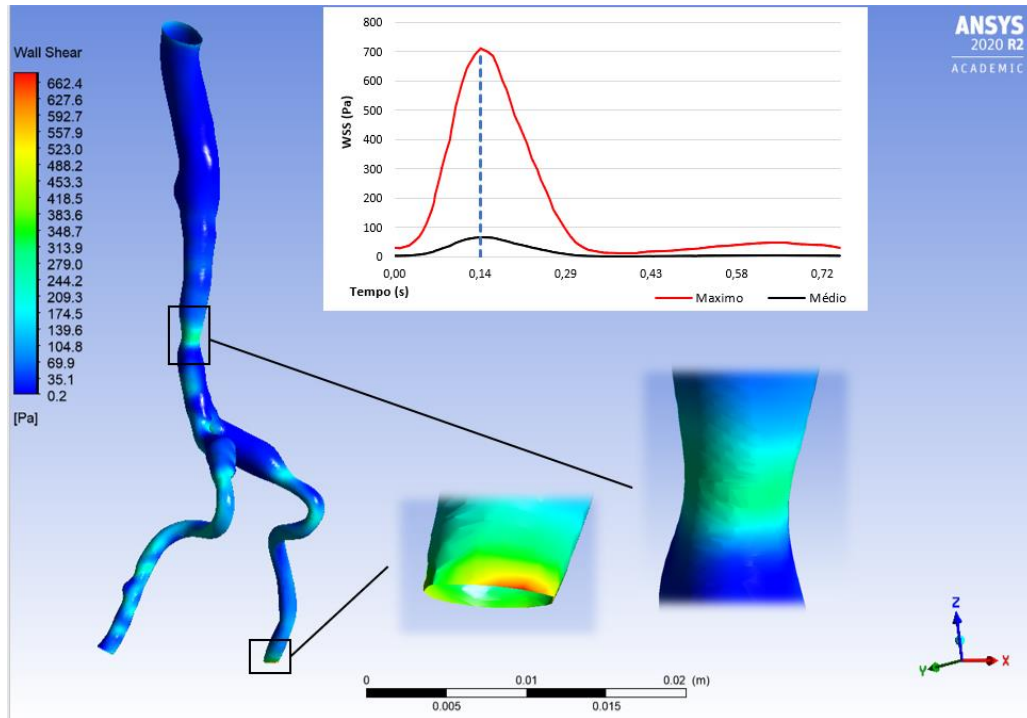 Wall Shear
662.4
627.6
592.7
557.9
523.0
488.2
453.3
418.5
383.6
348.7
313.9
279.0
244.2
209.3
174.5
139.6
104.8
69.9
35.1
0.2
[Pa]
WSS (Pa)
800
700
600
500
400
300
200
100
0
0,00 0,14 0,29 0,43 0,58 0,72
Tempo (s)
Maximo Médio
ANSYS
2020 R2
ACADEMIC
0 0.01 0.02 (m)
0.005 0.015
Z
Y
X